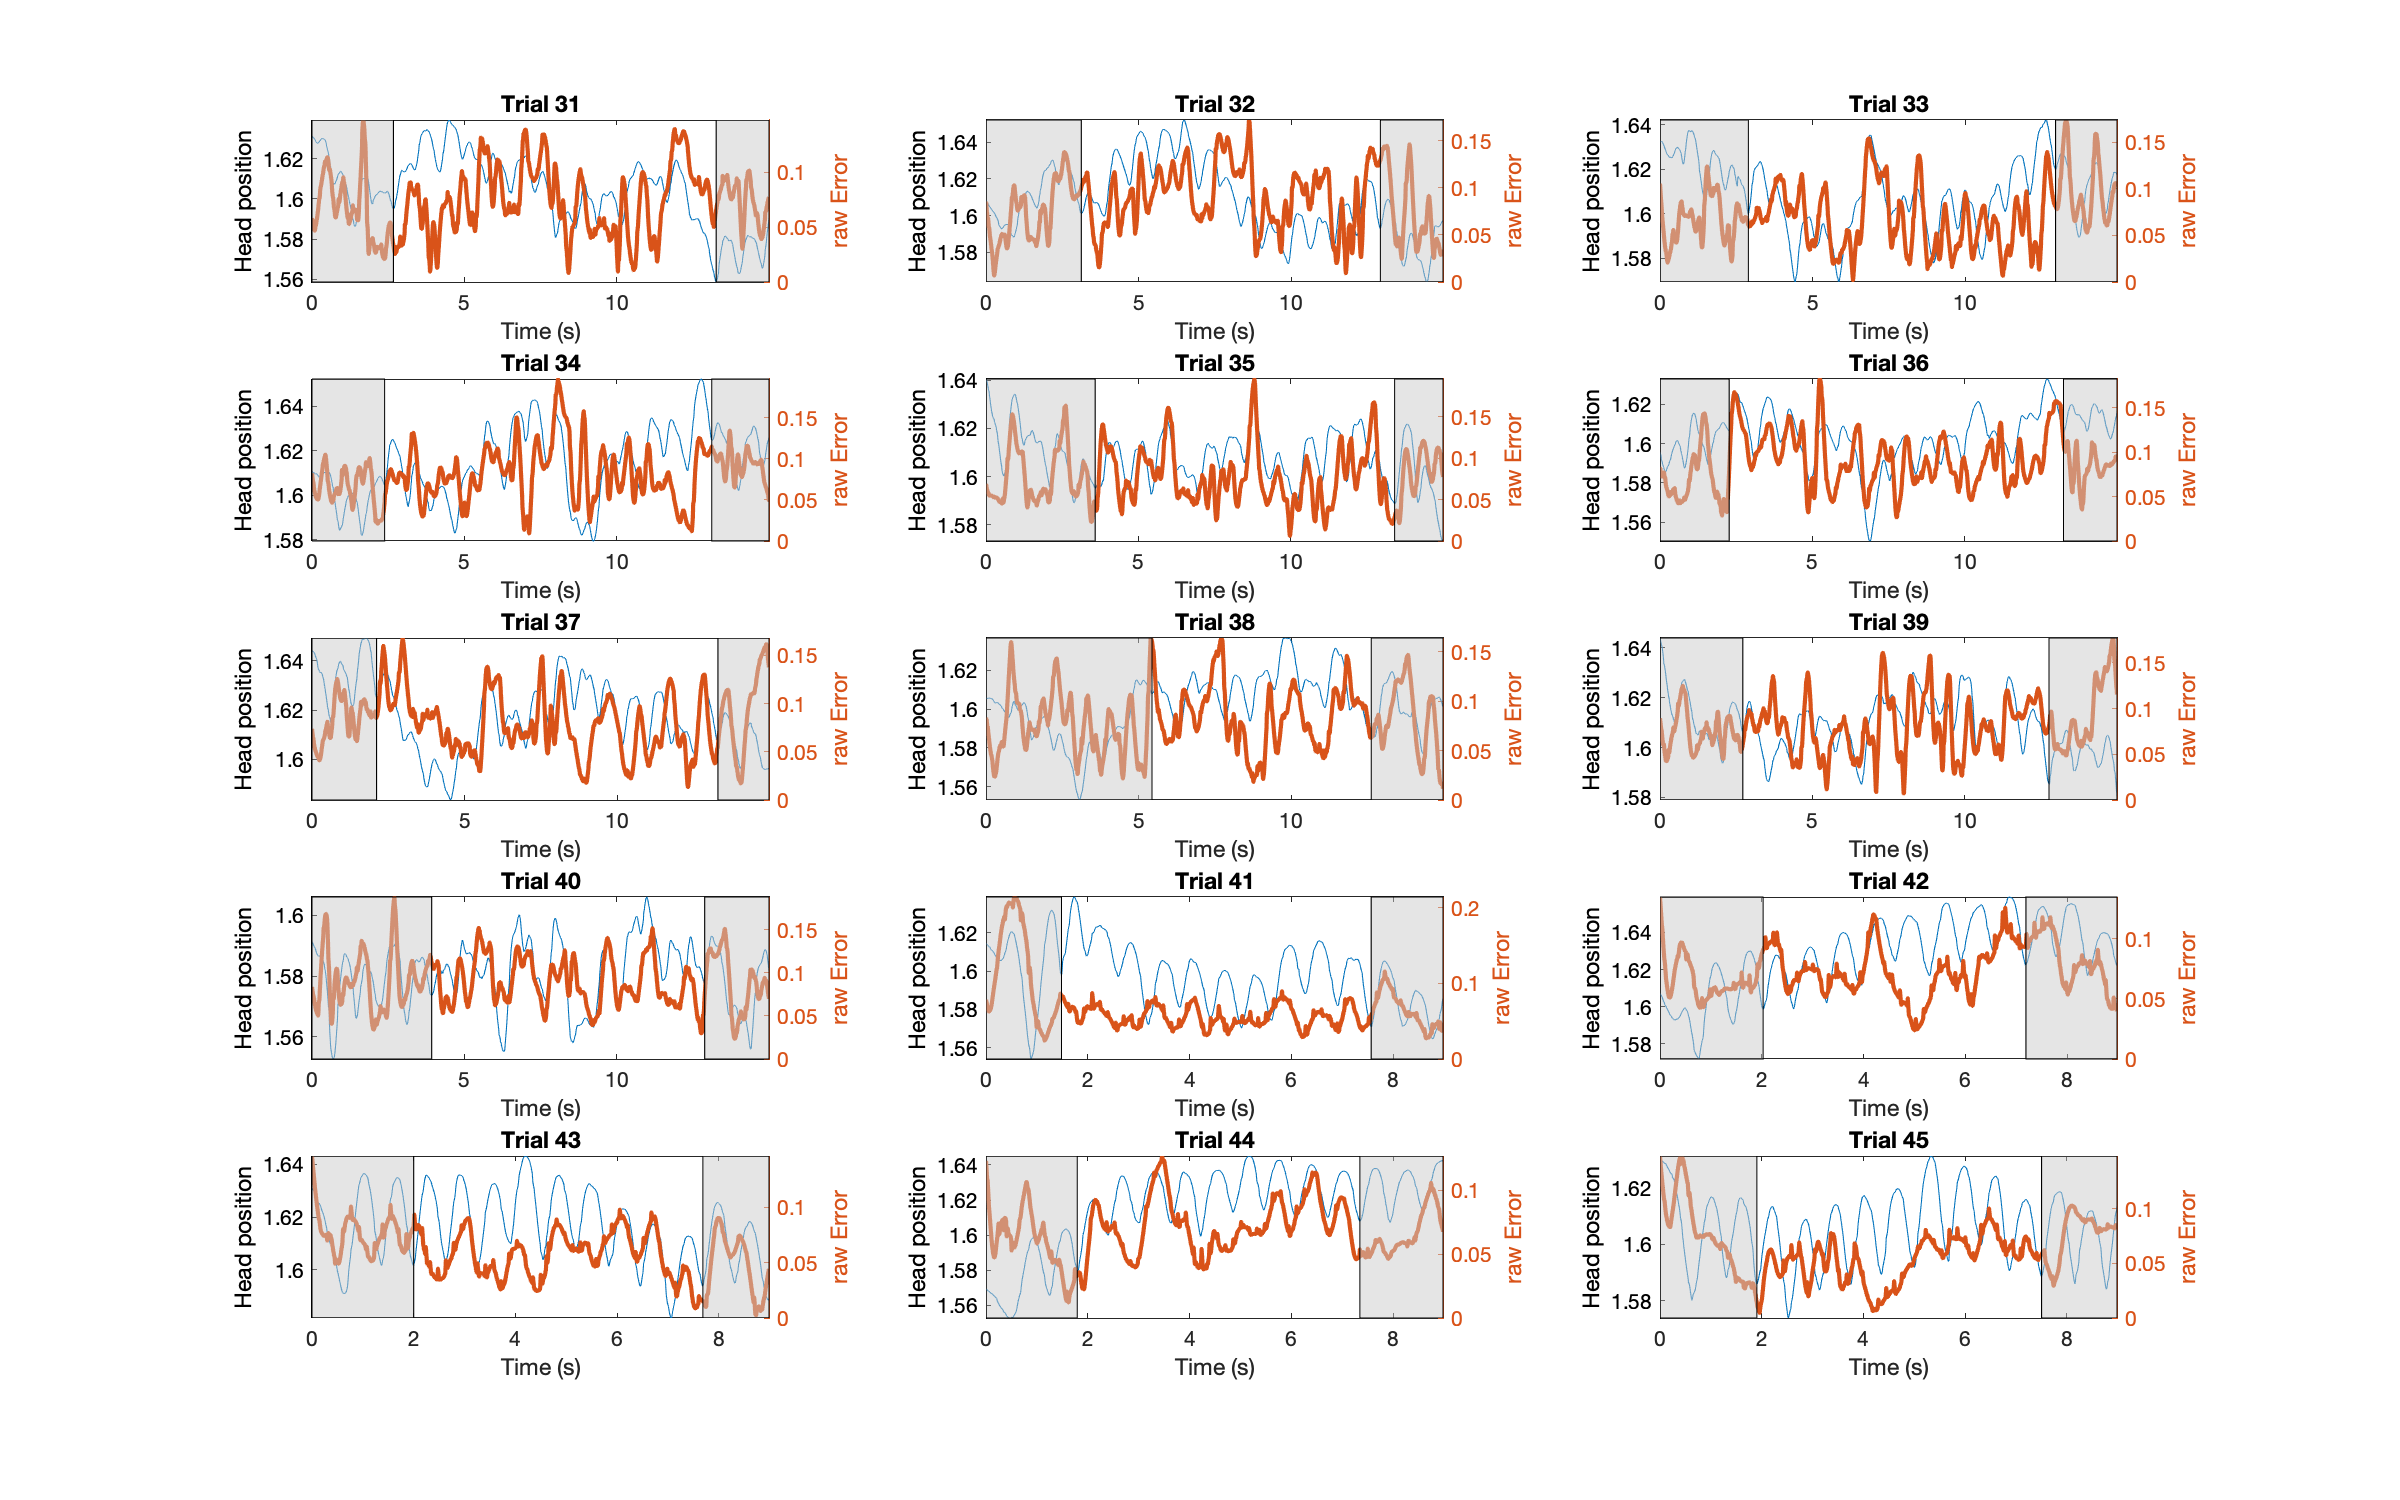 Trial 31
Head position
1.62
1.6
1.58
1.56
0.1
0.05
0
raw Error
0 5 10
Time (s)
Trial 32
Head position
1.64
1.62
1.6
1.58
0.15
0.1
0.05
0
raw Error
0 5 10
Time (s)
Trial 33
Head position
1.64
1.62
1.6
1.58
0.15
0.1
0.05
0
raw Error
0 5 10
Time (s)
Trial 34
Head position
1.64
1.62
1.6
1.58
0.15
0.1
0.05
0
raw Error
0 5 10
Time (s)
Trial 35
Head position
1.64
1.62
1.6
1.58
0.15
0.1
0.05
0
raw Error
0 5 10
Time (s)
Trial 36
Head position
1.62
1.6
1.58
1.56
0.15
0.1
0.05
0
raw Error
0 5 10
Time (s)
Trial 37
Head position
1.64
1.62
1.6
0.15
0.1
0.05
0
raw Error
0 5 10
Time (s)
Trial 38
Head position
1.62
1.6
1.58
1.56
0.15
0.1
0.05
0
raw Error
0 5 10
Time (s)
Trial 39
Head position
1.64
1.62
1.6
1.58
0.15
0.1
0.05
0
raw Error
0 5 10
Time (s)
Trial 40
Head position
1.6
1.58
1.56
0.15
0.1
0.05
0
raw Error
0 5 10
Time (s)
Trial 41
Head position
1.62
1.6
1.58
1.56
0.2
0.1
0
raw Error
0 2 4 6 8
Time (s)
Trial 42
Head position
1.64
1.62
1.6
1.58
0.1
0.05
0
raw Error
0 2 4 6 8
Time (s)
Trial 43
Head position
1.64
1.62
1.6
0.1
0.05
0
raw Error
0 2 4 6 8
Time (s)
Trial 44
Head position
1.64
1.62
1.6
1.58
1.56
0.1
0.05
0
raw Error
0 2 4 6 8
Time (s)
Trial 45
Head position
1.62
1.6
1.58
0.1
0.05
0
raw Error
0 2 4 6 8
Time (s)